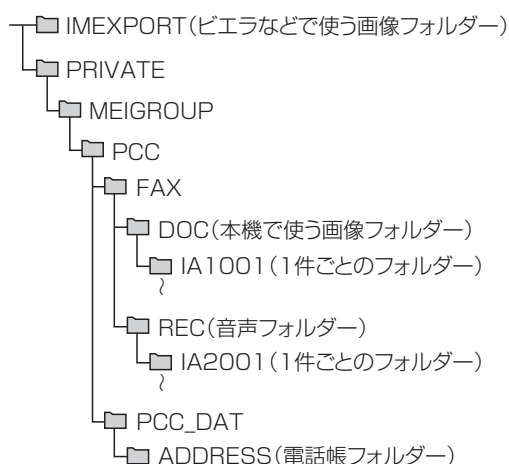 IMEXPORT（ビエラなどで使う画像フォルダー）
PRIVATE
MEIGROUP
PCC
FAX
DOC（本機で使う画像フォルダー）
IA1001（1件ごとのフォルダー）
～
REC（音声フォルダー）
IA2001（1件ごとのフォルダー）
～
PCC_DAT
ADDRESS（電話帳フォルダー）